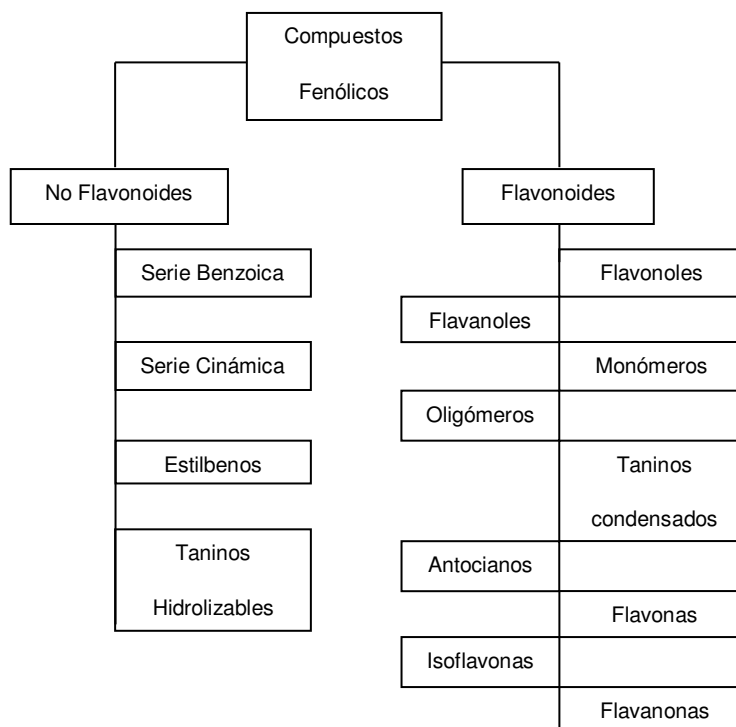 Compuestos
Fenólicos
No Flavonoides
Flavonoides
Serie Benzoica
Serie Cinámica
Estilbenos
Taninos
Hidrolizables
Flavonoles
Flavanoles
Monómeros
Oligómeros
Taninos
condensados
Antocianos
Flavonas
Isoflavonas
Flavanonas